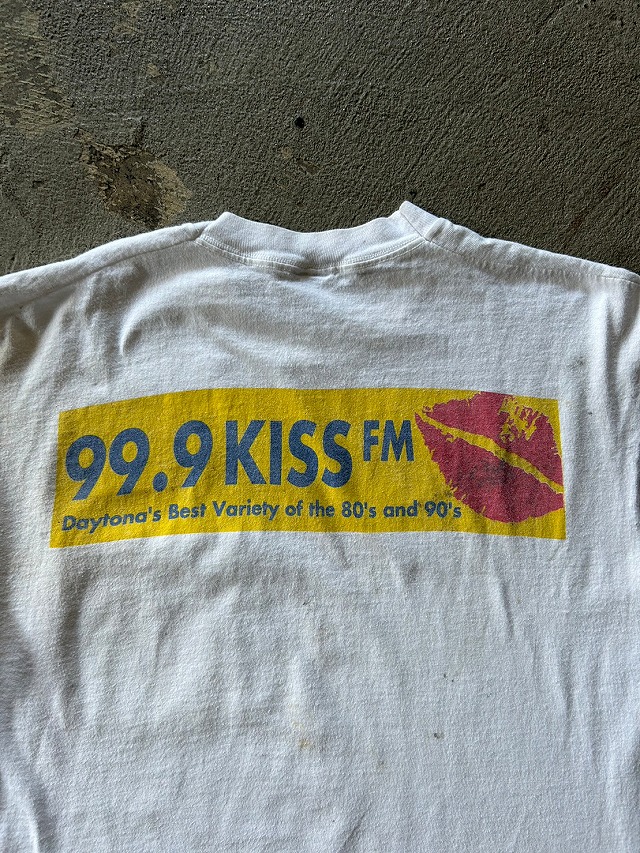 99.9 KISS FM
Daytona's Best Variety of the 80's and 90's